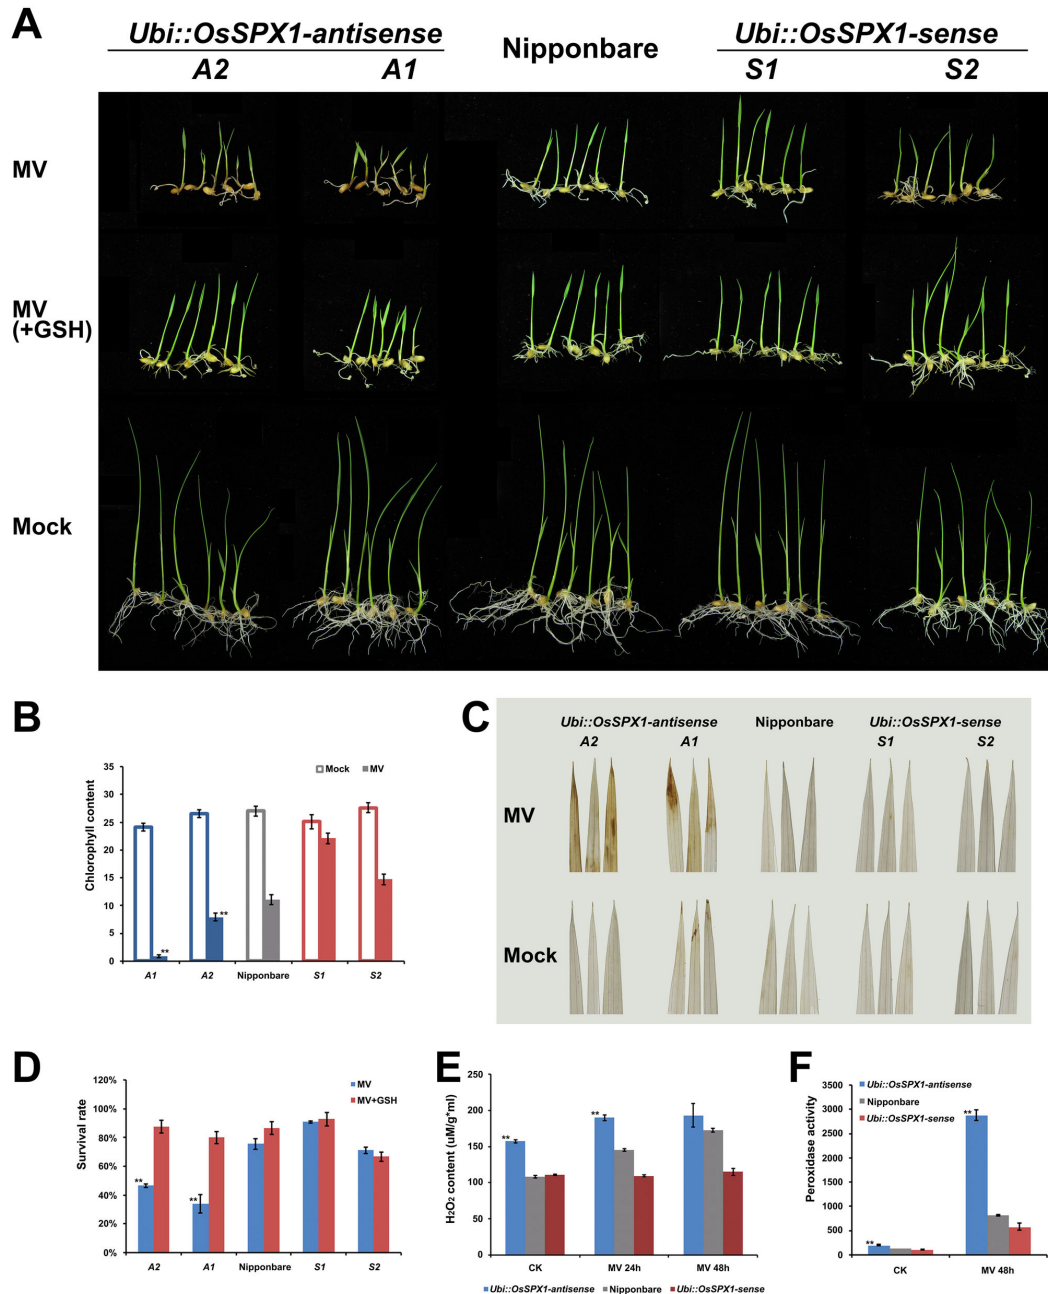 A
Ubi::OsSPX1-antisense
Nipponbare
Ubi::OsSPX1-sense
A2
A1
S1
S2
MV
MV
(+GSH)
Mock
B
35
30
25
20
15
10
5
0
Chlorophyll content
Mock
MV
**
**
A1
A2
Nipponbare
S1
S2
C
Ubi::OsSPX1-antisense
Nipponbare
Ubi::OsSPX1-sense
A2
A1
S1
S2
MV
Mock
D
120%
100%
80%
60%
40%
20%
0%
Survival rate
MV
MV+GSH
**
**
A2
A1
Nipponbare
S1
S2
E
250
200
150
100
50
0
H2O2 content (uM/g*ml)
**
**
CK
MV 24h
MV 48h
Ubi::OsSPX1-antisense
Nipponbare
Ubi::OsSPX1-sense
F
3500
3000
2500
2000
1500
1000
500
0
Peroxidase activity
Ubi::OsSPX1-antisense
Nipponbare
Ubi::OsSPX1-sense
**
**
CK
MV 48h